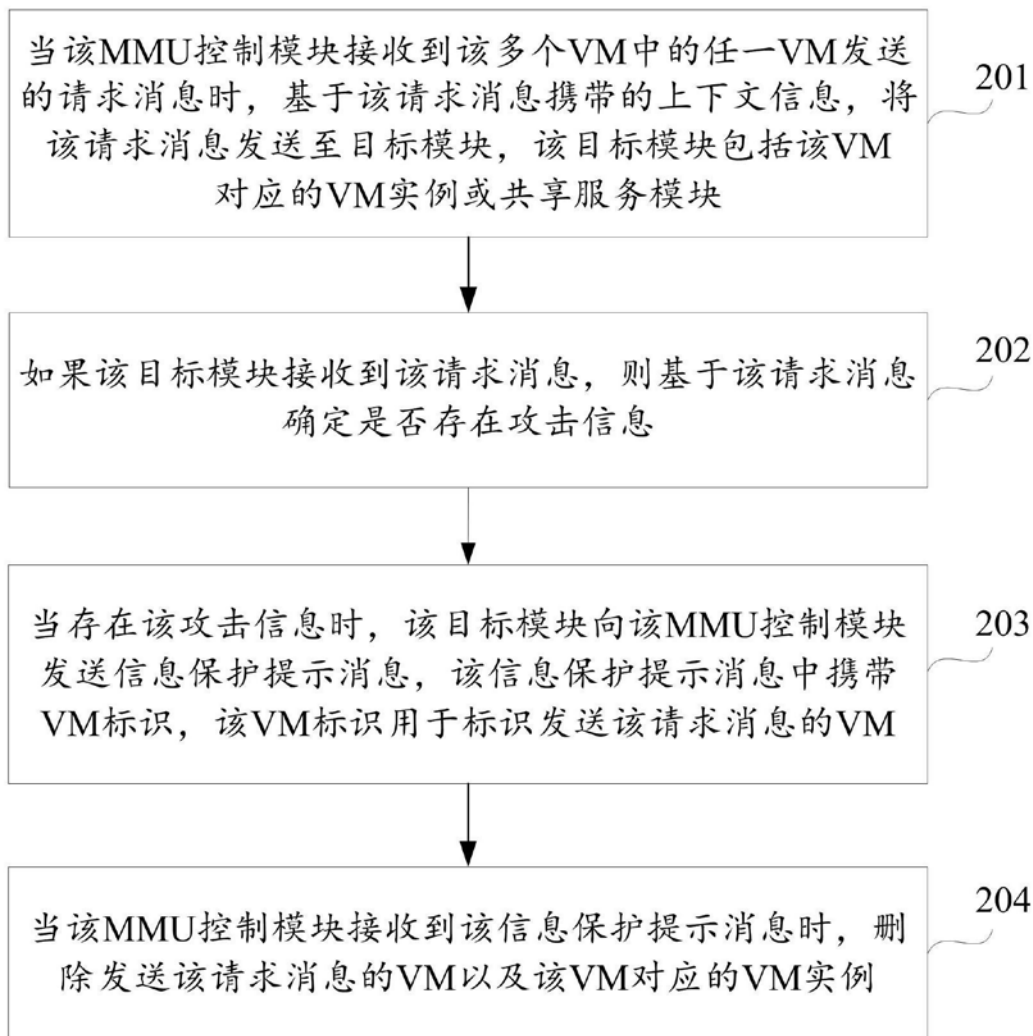 当该MMU控制模块接收到该多个VM中的任一VM发送
的请求消息时，基于该请求消息携带的上下文信息，将
该请求消息发送至目标模块，该目标模块包括该VM
对应的VM实例或共享服务模块
201
如果该目标模块接收到该请求消息，则基于该请求消息
确定是否存在攻击信息
202
当存在该攻击信息时，该目标模块向该MMU控制模块
发送信息保护提示消息，该信息保护提示消息中携带
VM标识，该VM标识用于标识发送该请求消息的VM
203
当该MMU控制模块接收到该信息保护提示消息时，删
除发送该请求消息的VM以及该VM对应的VM实例
204